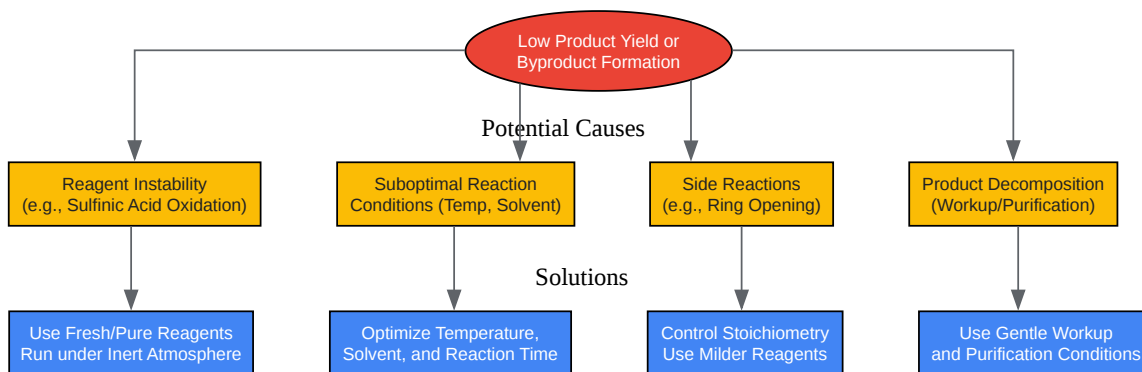 Low Product Yield or
Byproduct Formation
Potential Causes
Reagent Instability
(e.g., Sulfinic Acid Oxidation)
Suboptimal Reaction
Conditions (Temp, Solvent)
Side Reactions
(e.g., Ring Opening)
Product Decomposition
(Workup/Purification)
Solutions
Use Fresh/Pure Reagents
Run under Inert Atmosphere
Optimize Temperature,
Solvent, and Reaction Time
Control Stoichiometry
Use Milder Reagents
Use Gentle Workup
and Purification Conditions